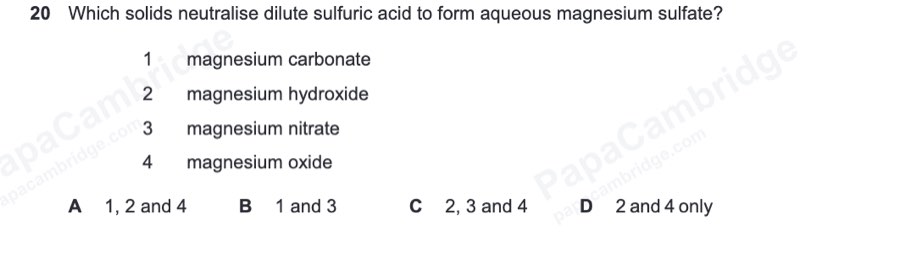 20 Which solids neutralise dilute sulfuric acid to form aqueous magnesium sulfate?
1 magnesium carbonate
2 magnesium hydroxide
3 magnesium nitrate
4 magnesium oxide
A 1, 2 and 4 B 1 and 3 C 2, 3 and 4 D 2 and 4 only
PapaCambridge